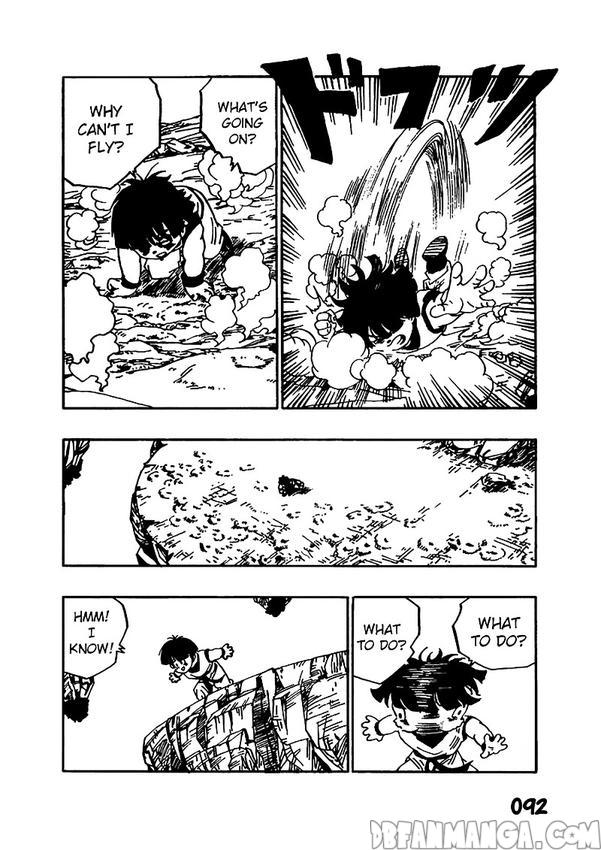 ドフッ
WHAT'S
GOING
ON?
WHY
CAN'T I
FLY?
WHAT
TO DO?
WHAT
TO DO?
HMM!
I
KNOW!
092
DBFANMANGA.COM